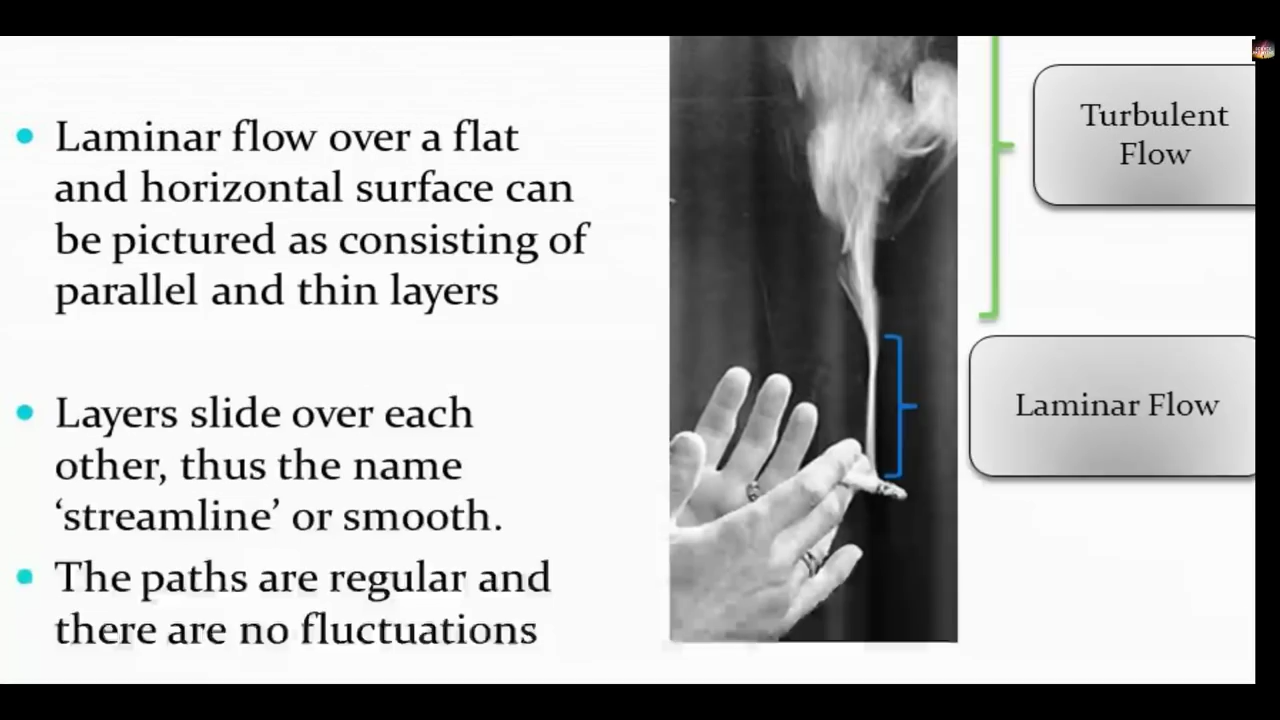 Laminar flow over a flat
and horizontal surface can
be pictured as consisting of
parallel and thin layers
Layers slide over each
other, thus the name
‘streamline’ or smooth.
The paths are regular and
there are no fluctuations
Turbulent
Flow
Laminar Flow